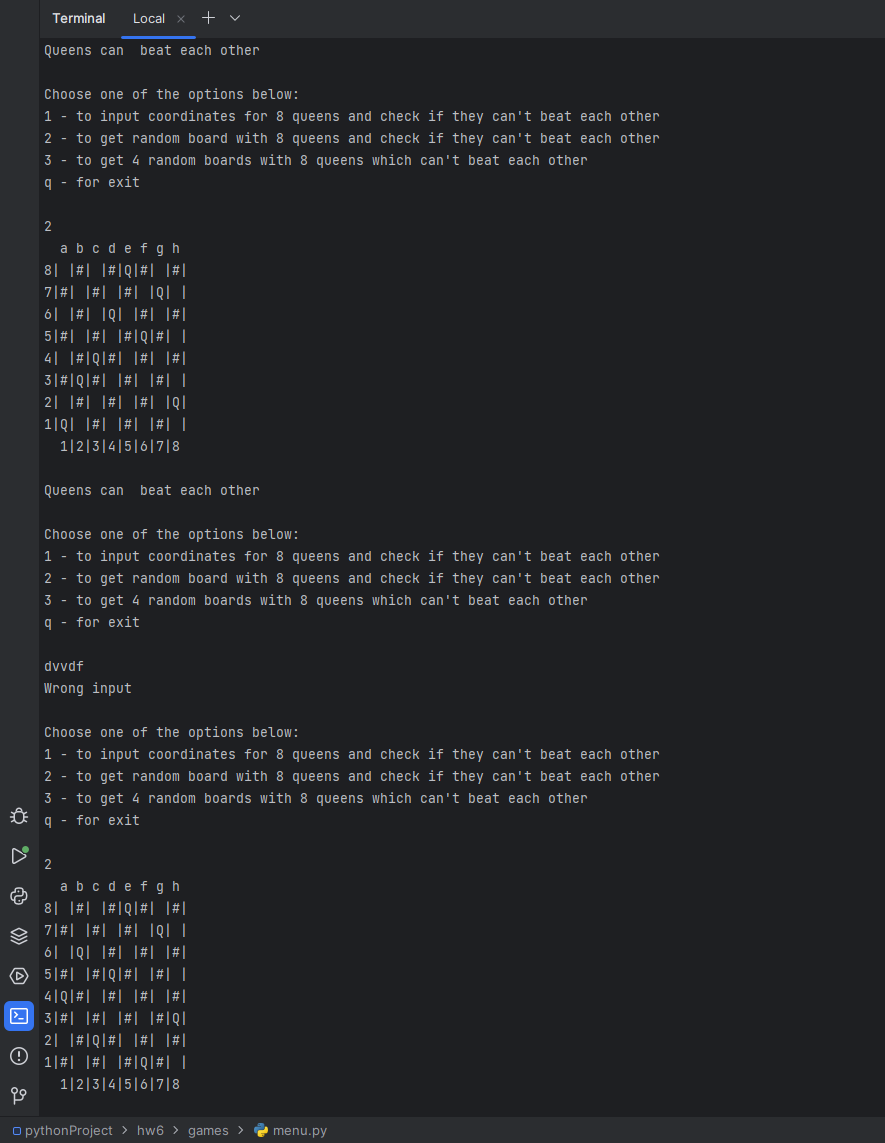 Terminal Local × + 
Queens can  beat each other
Choose one of the options below:
1 - to input coordinates for 8 queens and check if they can't beat each other
2 - to get random board with 8 queens and check if they can't beat each other
3 - to get 4 random boards with 8 queens which can't beat each other
q - for exit
2
  a b c d e f g h
8| |#| |#|Q|#| |#|
7|#| |#| |#| |Q| |
6| |#| |Q| |#| |#|
5|#| |#| |#|Q|#| |
4| |#|Q|#| |#| |#|
3|#|Q|#| |#| |#| |
2| |#| |#| |#| |Q|
1|Q| |#| |#| |#| |
  1|2|3|4|5|6|7|8
Queens can  beat each other
Choose one of the options below:
1 - to input coordinates for 8 queens and check if they can't beat each other
2 - to get random board with 8 queens and check if they can't beat each other
3 - to get 4 random boards with 8 queens which can't beat each other
q - for exit
dvvdf
Wrong input
Choose one of the options below:
1 - to input coordinates for 8 queens and check if they can't beat each other
2 - to get random board with 8 queens and check if they can't beat each other
3 - to get 4 random boards with 8 queens which can't beat each other
q - for exit
2
  a b c d e f g h
8| |#| |#|Q|#| |#|
7|#| |#| |#| |Q| |
6| |Q| |#| |#| |#|
5|#| |#|Q|#| |#| |
4|Q|#| |#| |#| |#|
3|#| |#| |#| |#|Q|
2| |#|Q|#| |#| |#|
1|#| |#| |#|Q|#| |
  1|2|3|4|5|6|7|8
pythonProject > hw6 > games > menu.py